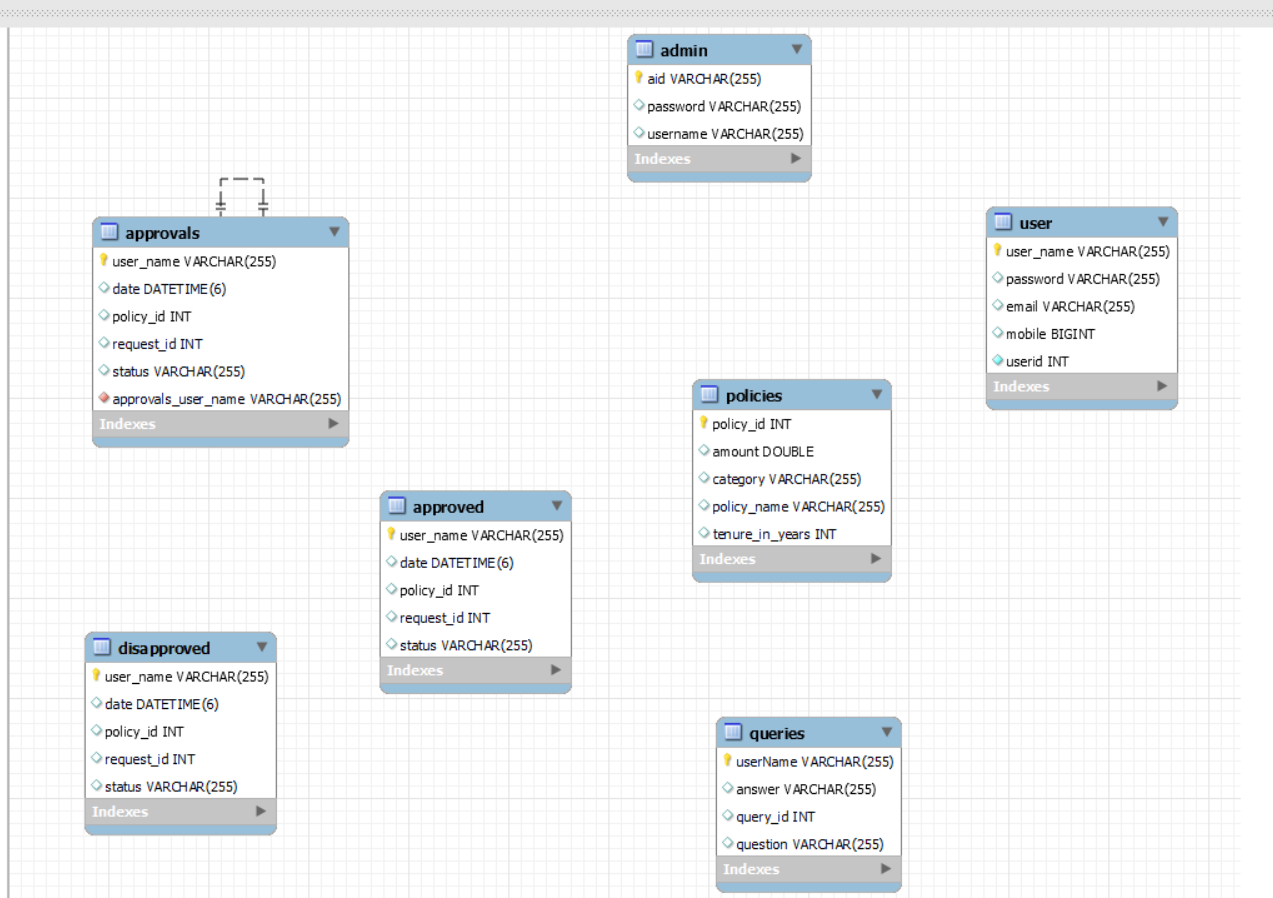 admin
aid VARCHAR(255)
password VARCHAR(255)
username VARCHAR(255)
Indexes
approvals
user_name VARCHAR(255)
date DATETIME(6)
policy_id INT
request_id INT
status VARCHAR(255)
approvals_user_name VARCHAR(255)
Indexes
user
user_name VARCHAR(255)
password VARCHAR(255)
email VARCHAR(255)
mobile BIGINT
userid INT
Indexes
policies
policy_id INT
amount DOUBLE
category VARCHAR(255)
policy_name VARCHAR(255)
tenure_in_years INT
Indexes
approved
user_name VARCHAR(255)
date DATETIME(6)
policy_id INT
request_id INT
status VARCHAR(255)
Indexes
disapproved
user_name VARCHAR(255)
date DATETIME(6)
policy_id INT
request_id INT
status VARCHAR(255)
Indexes
queries
userName VARCHAR(255)
answer VARCHAR(255)
query_id INT
question VARCHAR(255)
Indexes